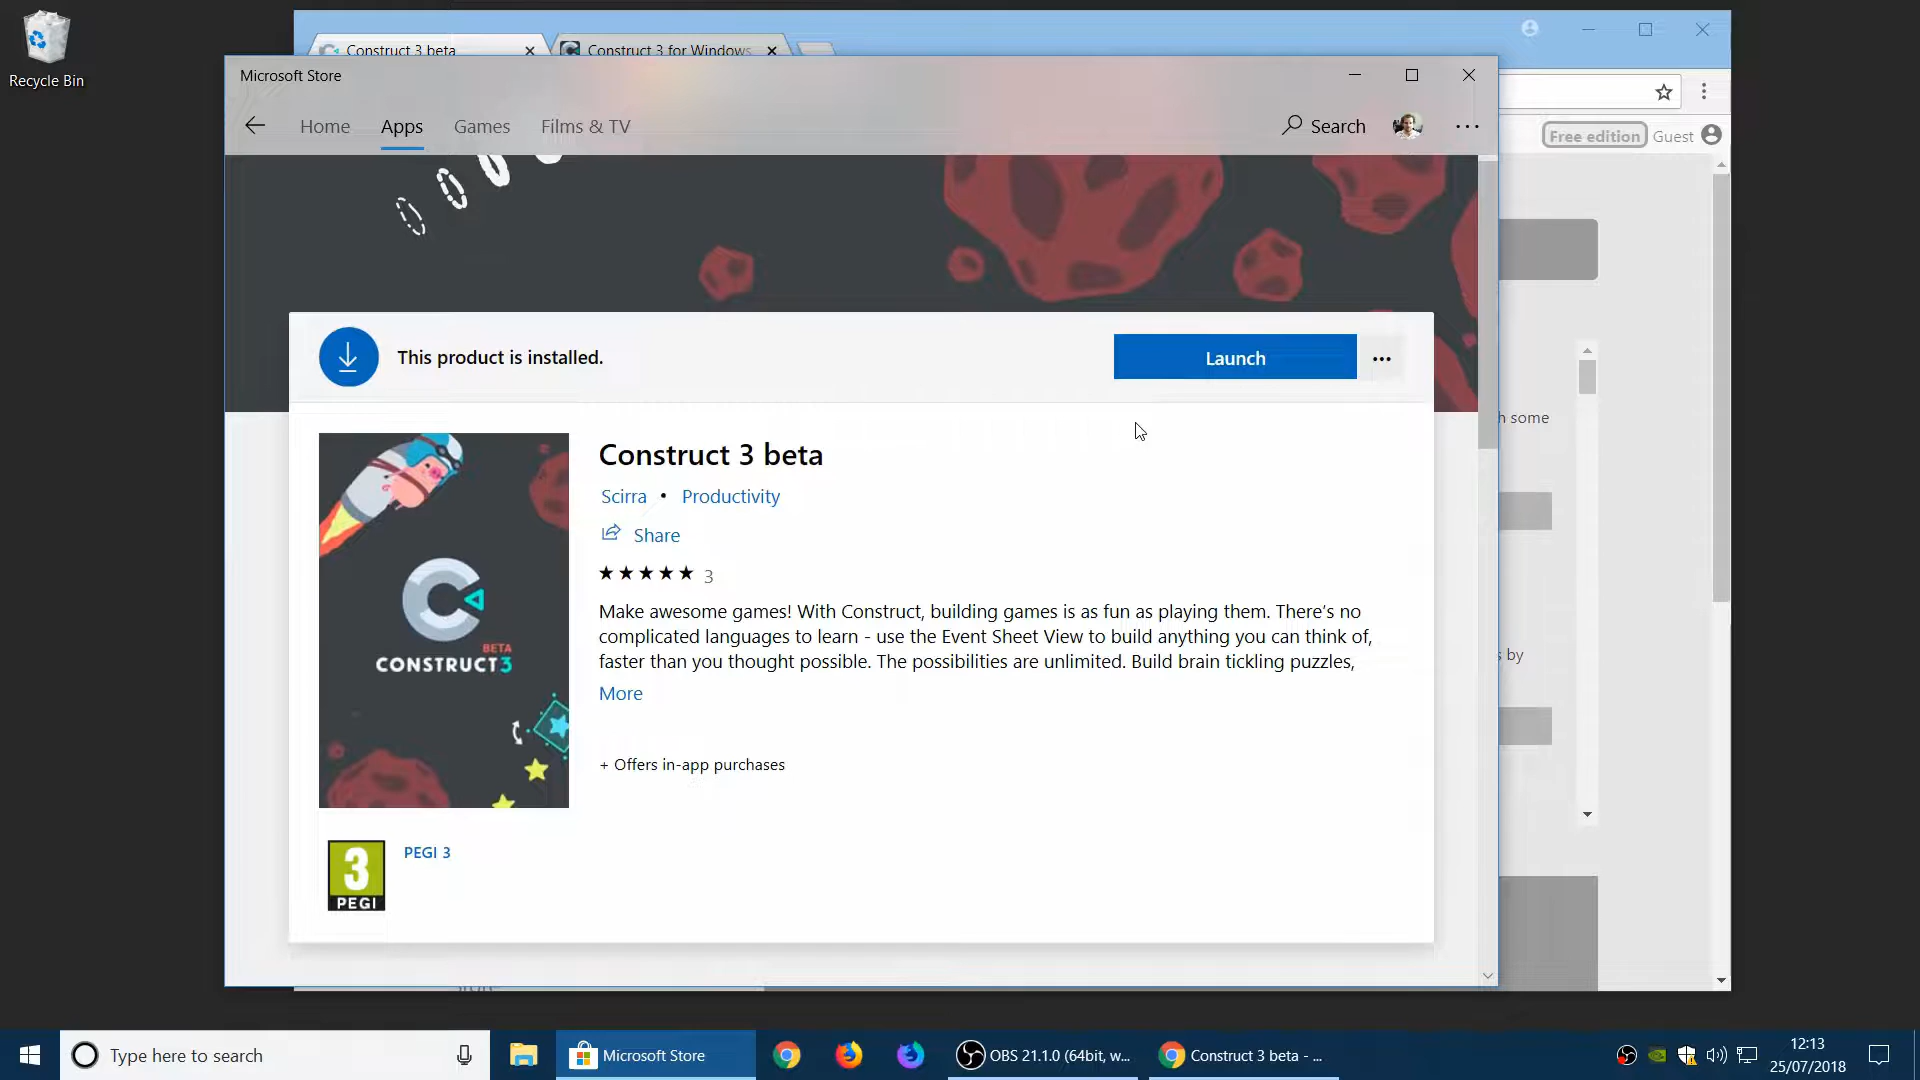 Recycle Bin
Construct 3 beta
Construct 3 for Windows
Microsoft Store
Home
Apps
Games
Films & TV
Search
Free edition
Guest
This product is installed.
Launch
h some
Construct 3 beta
Scirra • Productivity
Share
★★★★★ 3
Make awesome games! With Construct, building games is as fun as playing them. There's no
complicated languages to learn - use the Event Sheet View to build anything you can think of,
faster than you thought possible. The possibilities are unlimited. Build brain tickling puzzles,
More
s by
BETA
CONSTRUCT3
+ Offers in-app purchases
3
PEGI
PEGI 3
Type here to search
Microsoft Store
OBS 21.1.0 (64bit, w...
Construct 3 beta - ...
12:13
25/07/2018